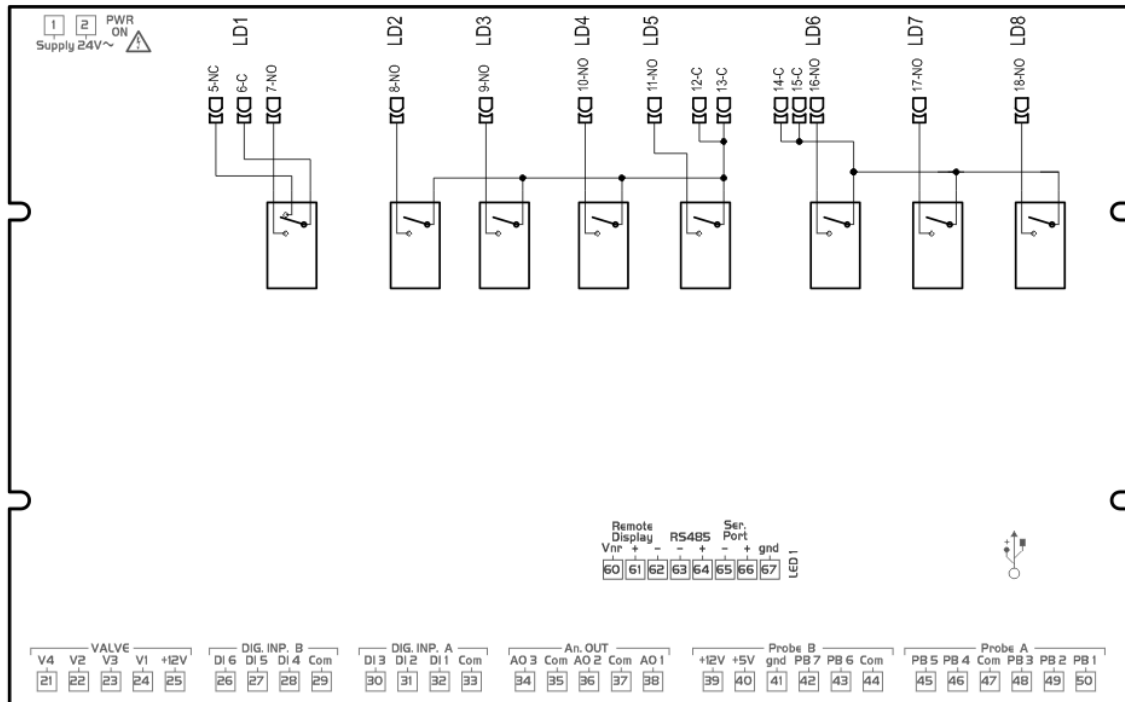 1 2 PWR ON
Supply 24V~
LD1 LD2 LD3 LD4 LD5 LD6 LD7 LD8
5-NC 6-C 7-NO 8-NO 9-NO 10-NO 11-NO 12-C 13-C 14-C 15-C 16-NO 17-NO 18-NO
Remote Display RS485 Ser. Port
Vnr + - - + - + gnd
60 61 62 63 64 65 66 67 LED 1
VALVE DIG. INP. B DIG. INP. A An. OUT Probe B Probe A
V4 V2 V3 V1 +12V DI 6 DI 5 DI 4 Com DI 3 DI 2 DI 1 Com AO 3 Com AO 2 Com AO 1 +12V +5V gnd PB 7 PB 6 Com PB 5 PB 4 Com PB 3 PB 2 PB 1
21 22 23 24 25 26 27 28 29 30 31 32 33 34 35 36 37 38 39 40 41 42 43 44 45 46 47 48 49 50